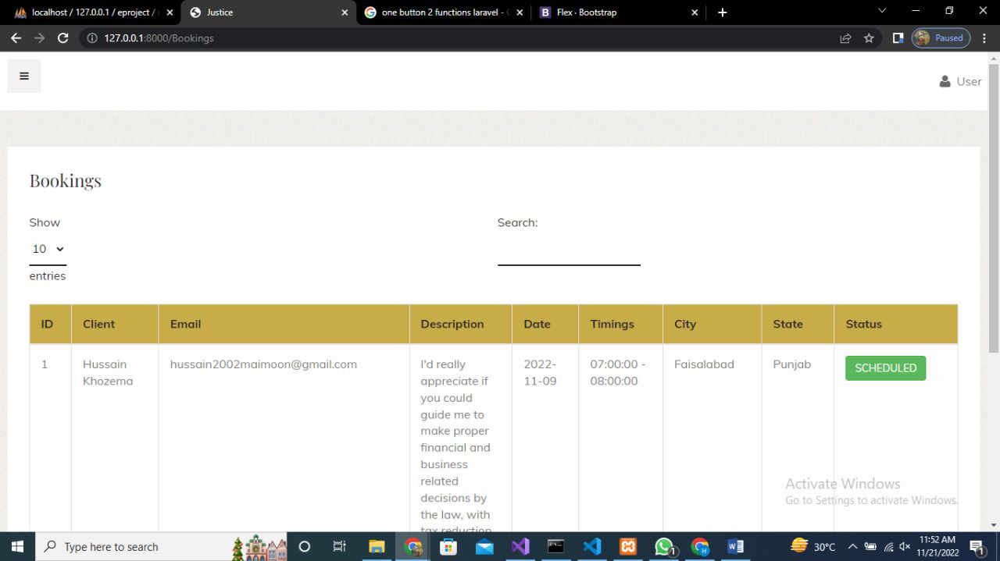 localhost / 127.0.0.1 / eproject /
Justice
one button 2 functions laravel -
Flex · Bootstrap
127.0.0.1:8000/Bookings
Paused
User
Bookings
Show
Search:
10
entries
ID Client Email Description Date Timings City State Status
1 Hussain hussain2002maimoon@gmail.com I'd really 2022- 07:00:00 - Faisalabad Punjab SCHEDULED
Khozema appreciate if 11-09 08:00:00
you could
guide me to
make proper
financial and
business
related
Activate Windows
decisions by
Go to Settings to activate Windows.
the law, with
tax reduction
Type here to search
1
30°C
11:52 AM
11/21/2022
1